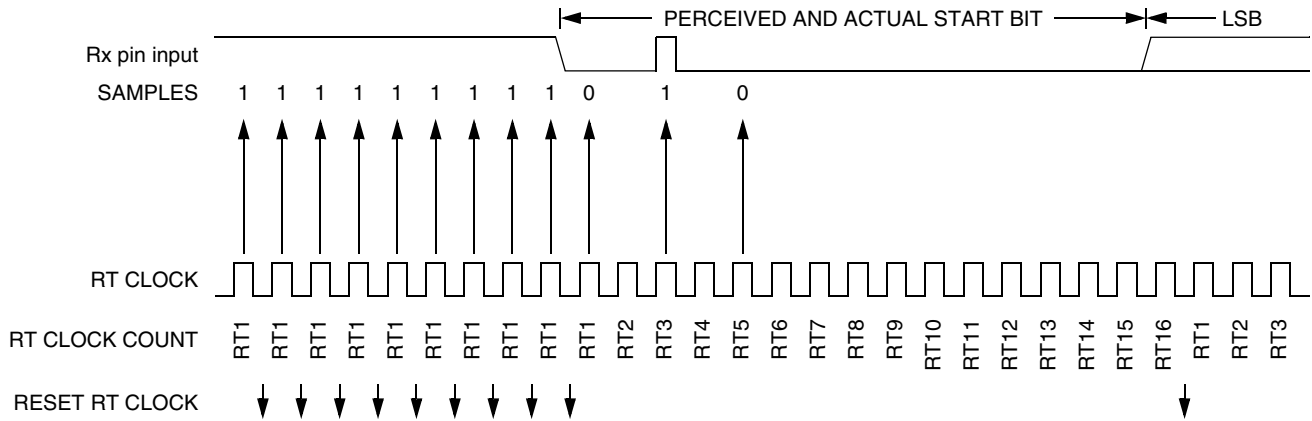 PERCEIVED AND ACTUAL START BIT LSB
Rx pin input
SAMPLES 1 1 1 1 1 1 1 1 1 0 1 0
RT CLOCK
RT CLOCK COUNT RT1 RT1 RT1 RT1 RT1 RT1 RT1 RT1 RT1 RT1 RT2 RT3 RT4 RT5 RT6 RT7 RT8 RT9 RT10 RT11 RT12 RT13 RT14 RT15 RT16 RT1 RT2 RT3
RESET RT CLOCK